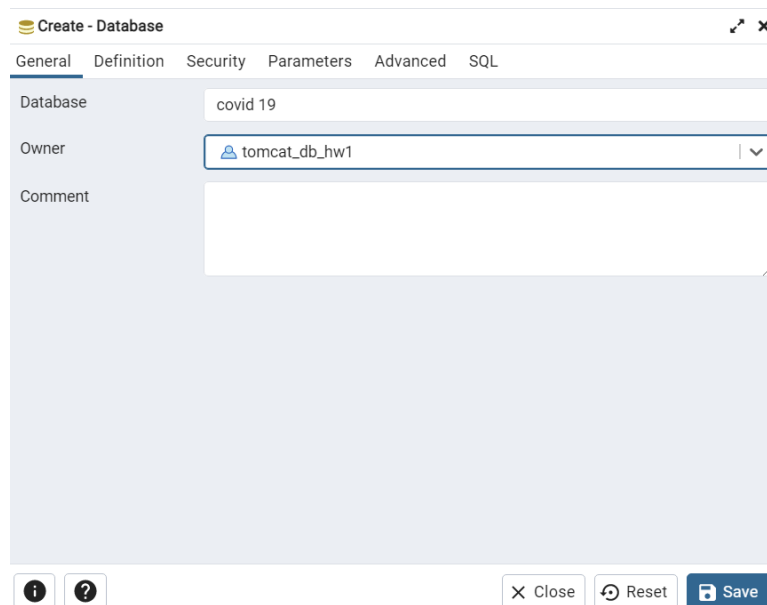 Create - Database
General Definition Security Parameters Advanced SQL
Database covid 19
Owner tomcat_db_hw1
Comment
Close Reset Save